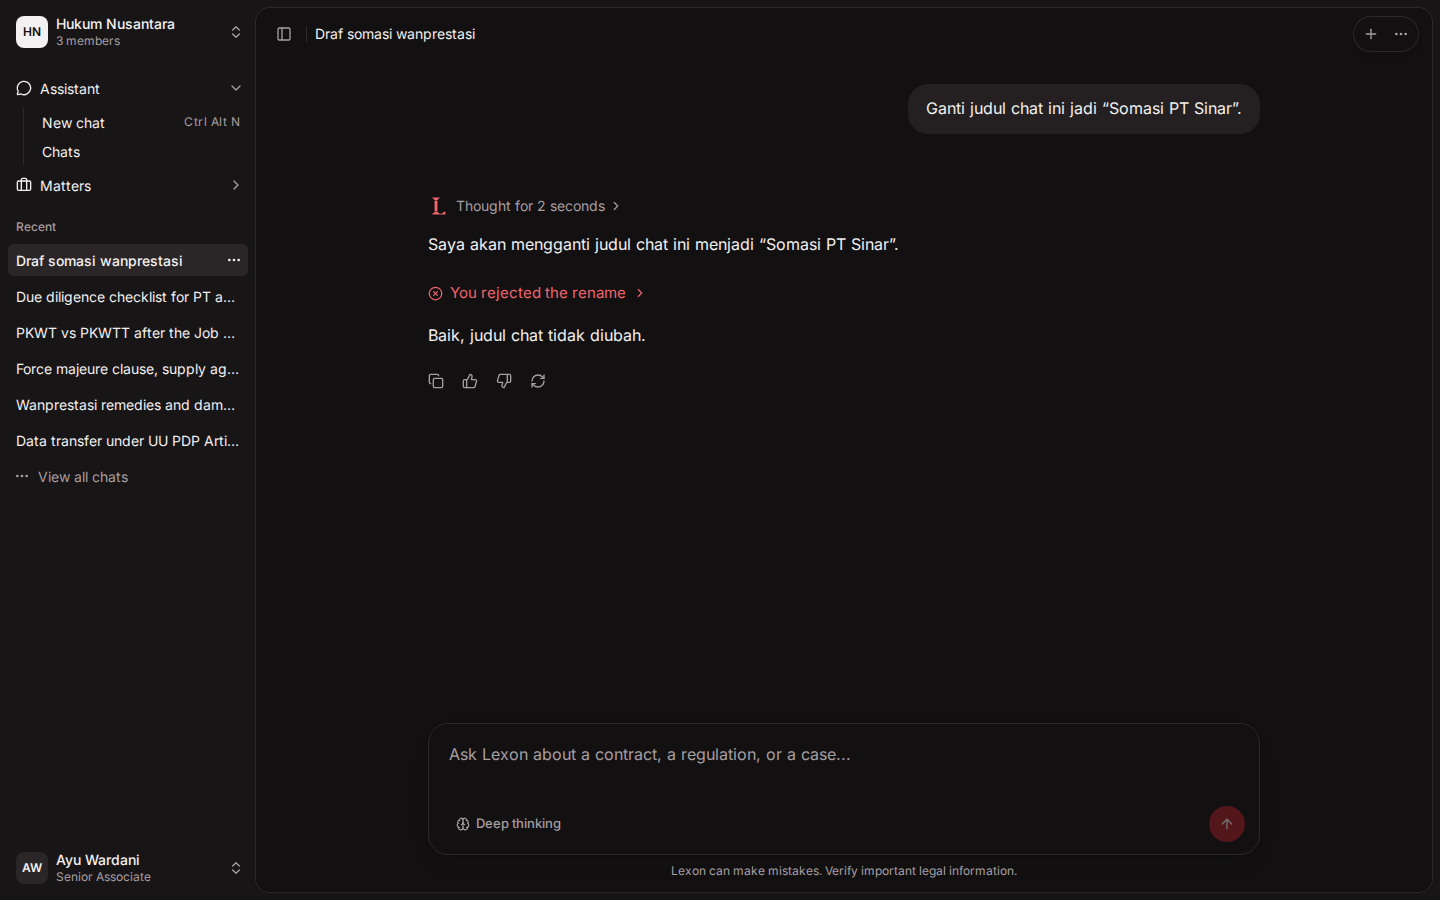 HN
Hukum Nusantara
3 members
Assistant
New chat
Ctrl Alt N
Chats
Matters
Recent
Draf somasi wanprestasi
Due diligence checklist for PT a...
PKWT vs PKWTT after the Job ...
Force majeure clause, supply ag...
Wanprestasi remedies and dam...
Data transfer under UU PDP Arti...
View all chats
AW
Ayu Wardani
Senior Associate
Draf somasi wanprestasi
Ganti judul chat ini jadi “Somasi PT Sinar”.
L
Thought for 2 seconds
Saya akan mengganti judul chat ini menjadi “Somasi PT Sinar”.
You rejected the rename
Baik, judul chat tidak diubah.
Ask Lexon about a contract, a regulation, or a case...
Deep thinking
Lexon can make mistakes. Verify important legal information.